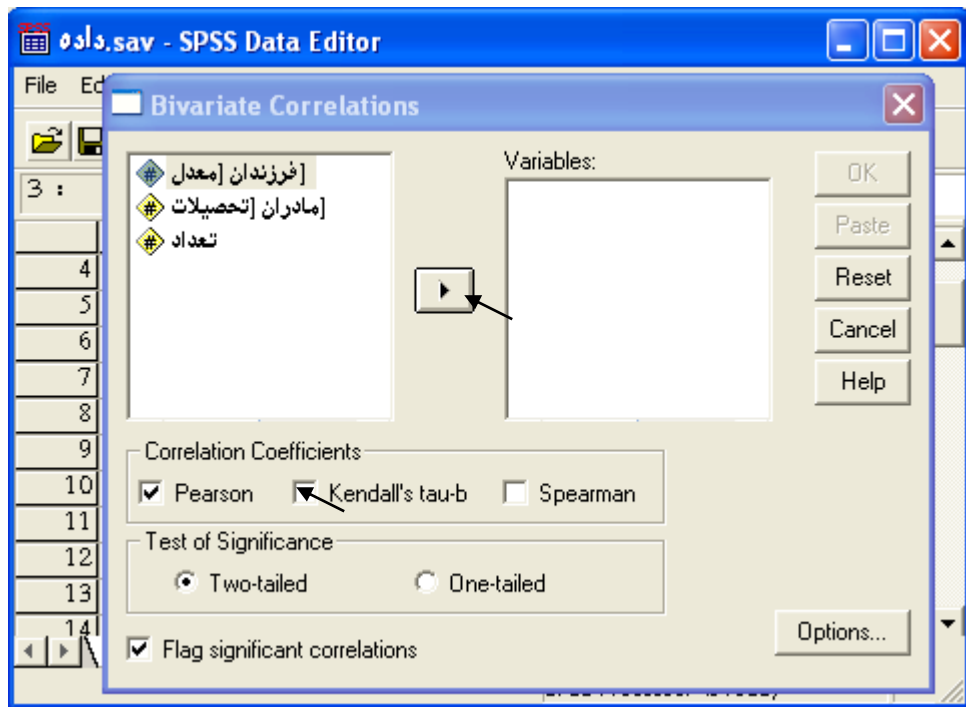 SPSS
داده.sav - SPSS Data Editor
File Ed
Bivariate Correlations
3 :
[فرزندان [معدل
[مادران [تحصیلات
تعداد
Variables:
OK
Paste
Reset
Cancel
Help
4
5
6
7
8
9
10
11
12
13
14
Correlation Coefficients
Pearson Kendall's tau-b Spearman
Test of Significance
Two-tailed One-tailed
Flag significant correlations
Options...